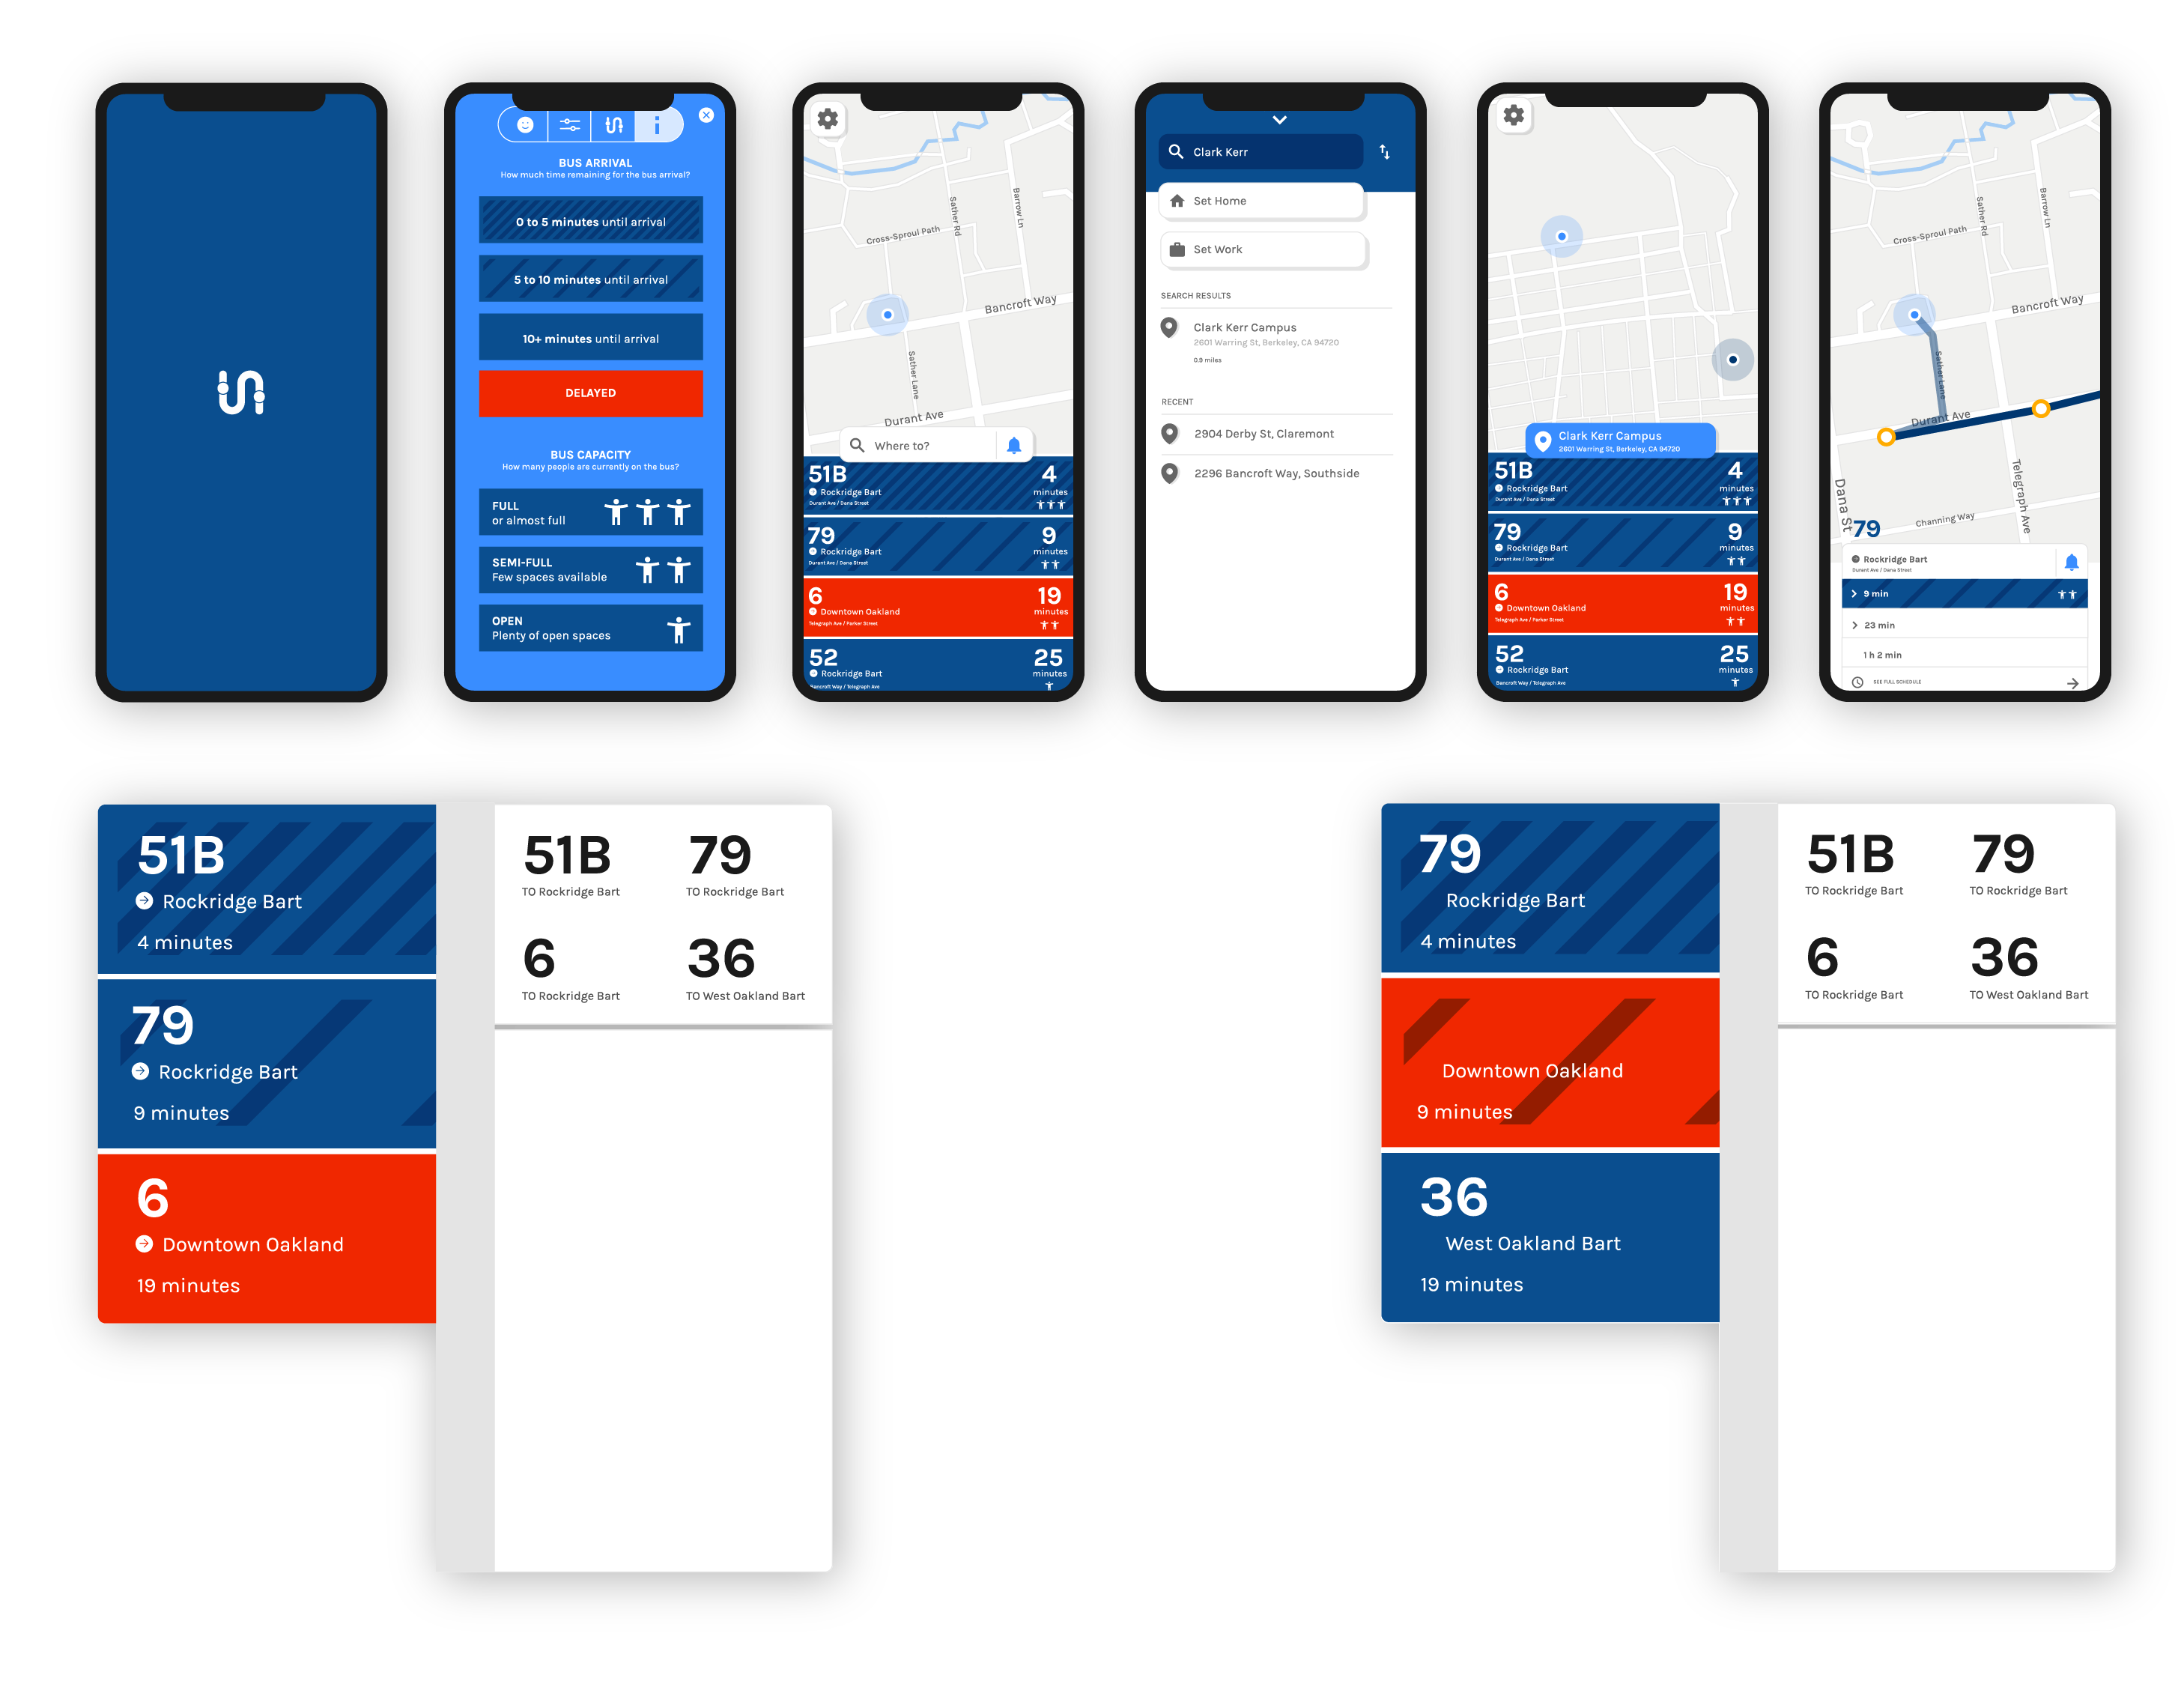 BUS ARRIVAL
How much time remaining for the bus arrival?
0 to 5 minutes until arrival
5 to 10 minutes until arrival
10+ minutes until arrival
DELAYED
BUS CAPACITY
How many people are currently on the bus?
FULL
or almost full
SEMI-FULL
Few spaces available
OPEN
Plenty of open spaces
Sather Rd
Barrow Ln
Cross-Sproul Path
Bancroft Way
Sather Lane
Durant Ave
Where to?
51B
4
Rockridge Bart
minutes
Durant Ave / Dana Street
79
9
Rockridge Bart
minutes
Durant Ave / Dana Street
6
19
Downtown Oakland
minutes
Telegraph Ave / Parker Street
52
25
Rockridge Bart
minutes
Bancroft Way / Telegraph Ave
Clark Kerr
Set Home
Set Work
SEARCH RESULTS
Clark Kerr Campus
2601 Warring St, Berkeley, CA 94720
0.9 miles
RECENT
2904 Derby St, Claremont
2296 Bancroft Way, Southside
Clark Kerr Campus
2601 Warring St, Berkeley, CA 94720
51B
4
Rockridge Bart
minutes
Durant Ave / Dana Street
79
9
Rockridge Bart
minutes
Durant Ave / Dana Street
6
19
Downtown Oakland
minutes
Telegraph Ave / Parker Street
52
25
Rockridge Bart
minutes
Bancroft Way / Telegraph Ave
Sather Rd
Barrow Ln
Cross-Sproul Path
Bancroft Way
Sather Lane
Durant Ave
Dana St
Telegraph Ave
Channing Way
79
Rockridge Bart
Durant Ave / Dana Street
9 min
23 min
1 h 2 min
SEE FULL SCHEDULE
51B
Rockridge Bart
4 minutes
79
Rockridge Bart
9 minutes
6
Downtown Oakland
19 minutes
51B
79
TO Rockridge Bart
TO Rockridge Bart
6
36
TO Rockridge Bart
TO West Oakland Bart
79
Rockridge Bart
4 minutes
Downtown Oakland
9 minutes
36
West Oakland Bart
19 minutes
51B
79
TO Rockridge Bart
TO Rockridge Bart
6
36
TO Rockridge Bart
TO West Oakland Bart